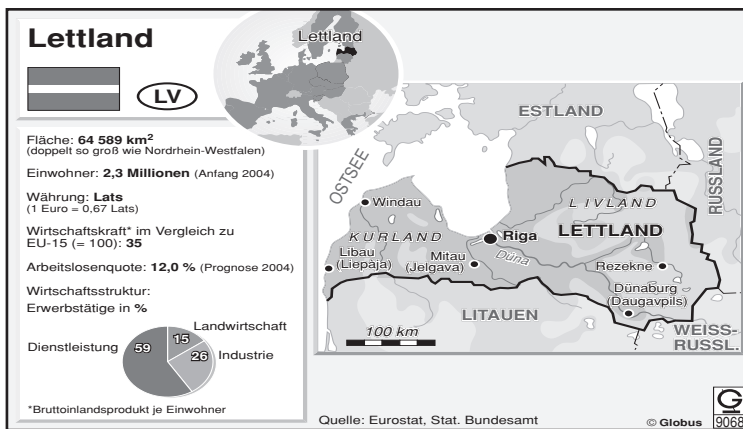 Lettland
LV
Fläche: 64 589 km²
(doppelt so groß wie Nordrhein-Westfalen)
Einwohner: 2,3 Millionen (Anfang 2004)
Währung: Lats
(1 Euro = 0,67 Lats)
Wirtschaftskraft* im Vergleich zu
EU-15 (= 100): 35
Arbeitslosenquote: 12,0 % (Prognose 2004)
Wirtschaftsstruktur:
Erwerbstätige in %
Landwirtschaft
15
Dienstleistung
59
26
Industrie
*Bruttoinlandsprodukt je Einwohner
Lettland
ESTLAND
OSTSEE
RUSSLAND
Windau
LIVLAND
KURLAND
Riga
LETTLAND
Libau
(Liepāja)
Mitau
(Jelgava)
Düna
Rezekne
Dünaburg
(Daugavpils)
LITAUEN
100 km
WEISS-
RUSSL.
Quelle: Eurostat, Stat. Bundesamt
© Globus
G
9068